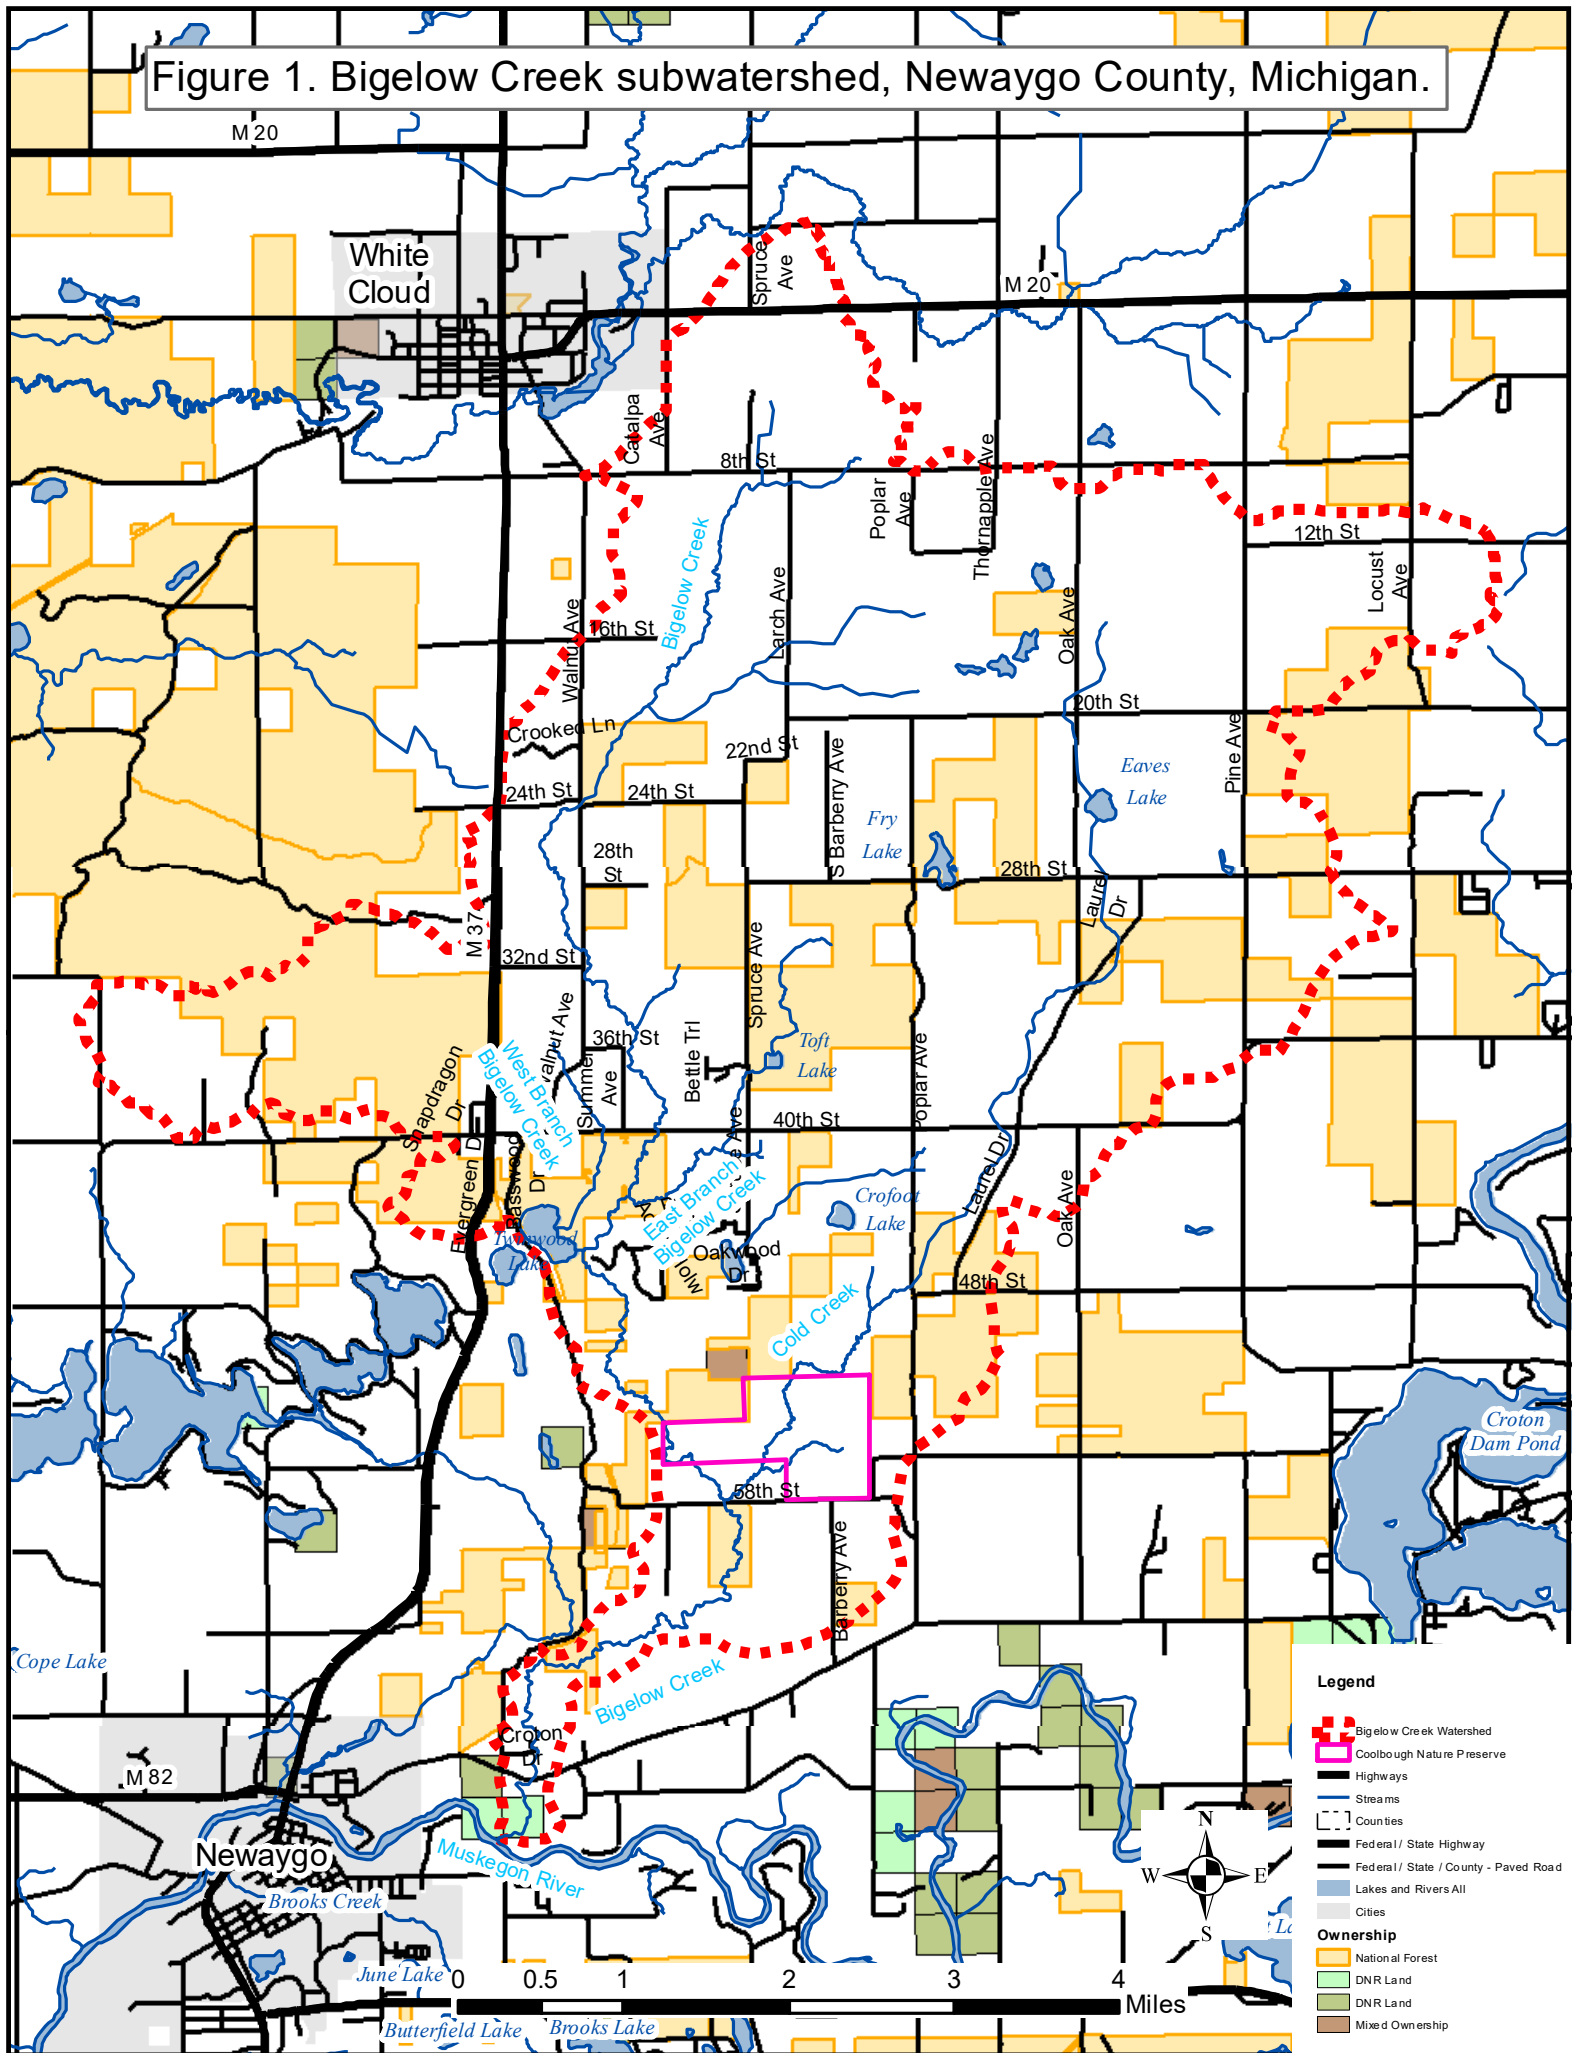 Figure 1. Bigelow Creek subwatershed, Newaygo County, Michigan.
M 20
White
Cloud
Spruce
Ave
M 20
Catalpa
Ave
8th St
Poplar
Ave
Thornapple Ave
12th St
Locust
Ave
Bigelow Creek
Larch Ave
Oak Ave
Walnut Ave
16th St
20th St
Crooked Ln
22nd St
S Barberry Ave
Pine Ave
Eaves
Lake
24th St
24th St
Fry
Lake
28th
St
28th St
Laurel
Dr
M 37
32nd St
Spruce Ave
Walnut Ave
36th St
Summer
Ave
Bettle Trl
Toft
Lake
Poplar Ave
West Branch
Bigelow Creek
Snapdragon
Dr
40th St
Evergreen Dr
Basswood
Dr
East Branch
Bigelow Creek
Laurel Dr
Oak Ave
Crofoot
Lake
Twinwood
Lake
Oakwood
Dr
48th St
Cold Creek
Croton
Dam Pond
58th St
Barberry Ave
Cope Lake
Bigelow Creek
Croton
Dr
M 82
Newaygo
Muskegon River
Brooks Creek
June Lake
Butterfield Lake
Brooks Lake
0 0.5 1 2 3 4
Miles
N
W E
S
Legend
Bigelow Creek Watershed
Coolbough Nature Preserve
Highways
Streams
Counties
Federal / State Highway
Federal / State / County - Paved Road
Lakes and Rivers All
Cities
Ownership
National Forest
DNR Land
DNR Land
Mixed Ownership